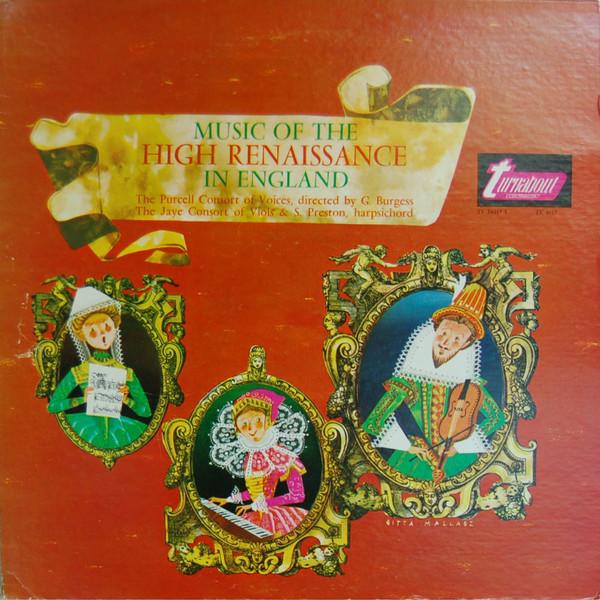 MUSIC OF THE
HIGH RENAISSANCE
IN ENGLAND
The Purcell Consort of Voices, directed by G. Burgess
The Jaye Consort of Viols & S. Preston, harpsichord
turnabout
GITTA MALLASZ